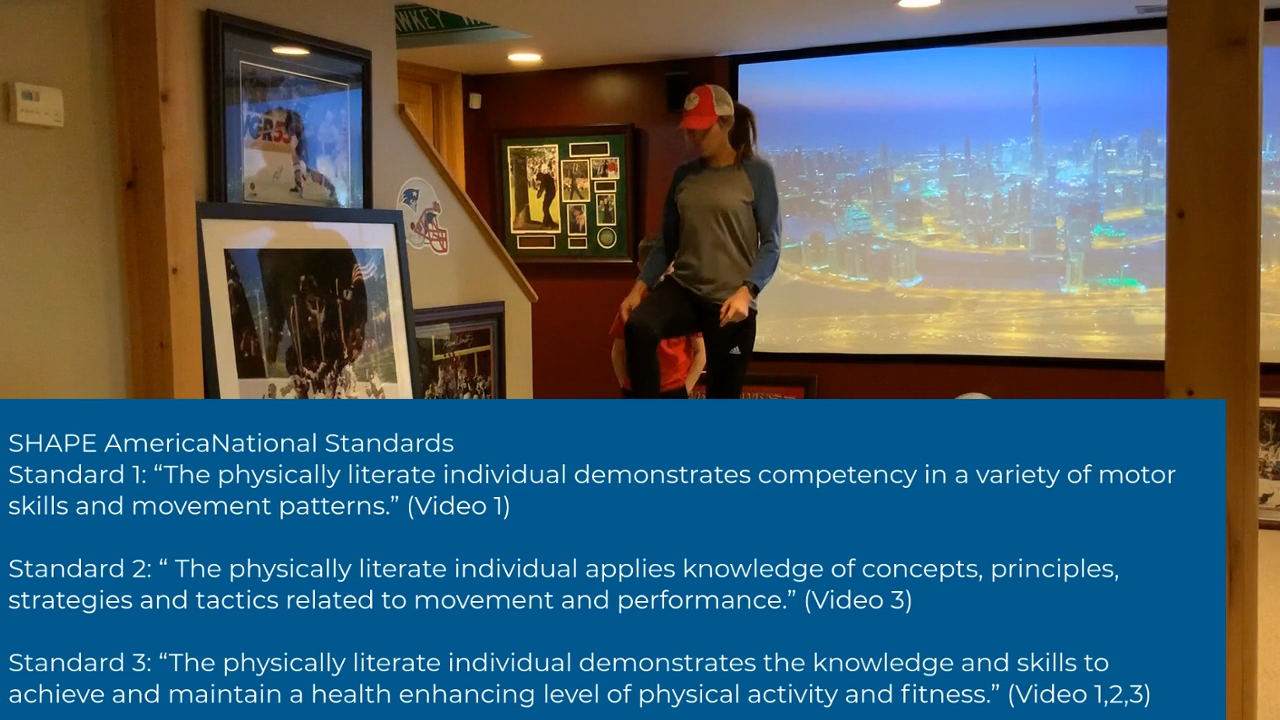 AWKEY W
SHAPE AmericaNational Standards
Standard 1: “The physically literate individual demonstrates competency in a variety of motor
skills and movement patterns.” (Video 1)
Standard 2: “ The physically literate individual applies knowledge of concepts, principles,
strategies and tactics related to movement and performance.” (Video 3)
Standard 3: “The physically literate individual demonstrates the knowledge and skills to
achieve and maintain a health enhancing level of physical activity and fitness.” (Video 1,2,3)